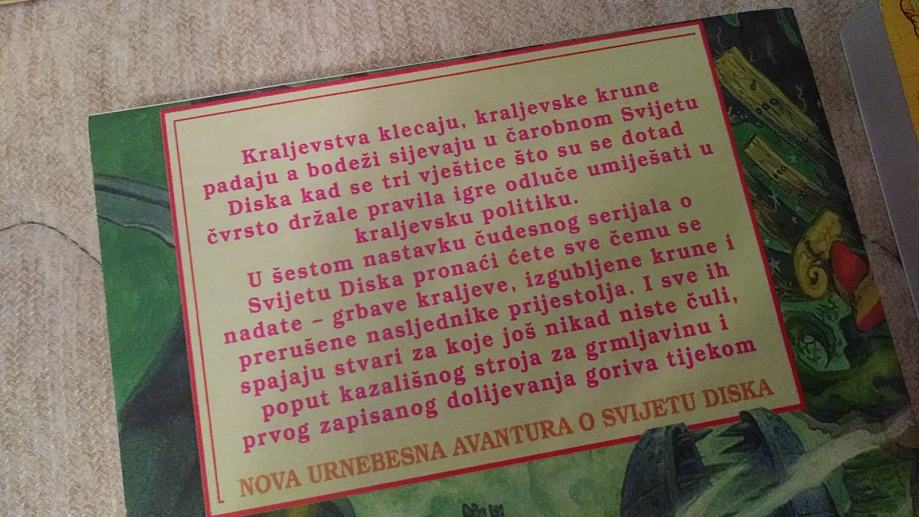 Kraljevstva klecaju, kraljevske krune
padaju a bodeži sijevaju u čarobnom Svijetu
Diska kad se tri vještice što su se dotad
čvrsto držale pravila igre odluče umiješati u
kraljevsku politiku.
U šestom nastavku čudesnog serijala o
Svijetu Diska pronaći ćete sve čemu se
nadate – grbave kraljeve, izgubljene krune i
prerušene nasljednike prijestolja. I sve ih
spajaju stvari za koje još nikad niste čuli,
poput kazališnog stroja za grmljavinu i
prvog zapisanog dolijevanja goriva tijekom
NOVA URNEBESNA AVANTURA O SVIJETU DISKA